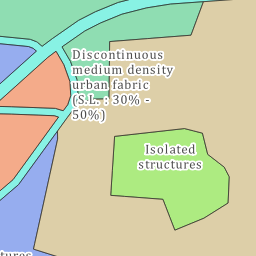 Discontinuous
medium density
urban fabric
(S.L. : 30% -
50%)
Isolated
structures